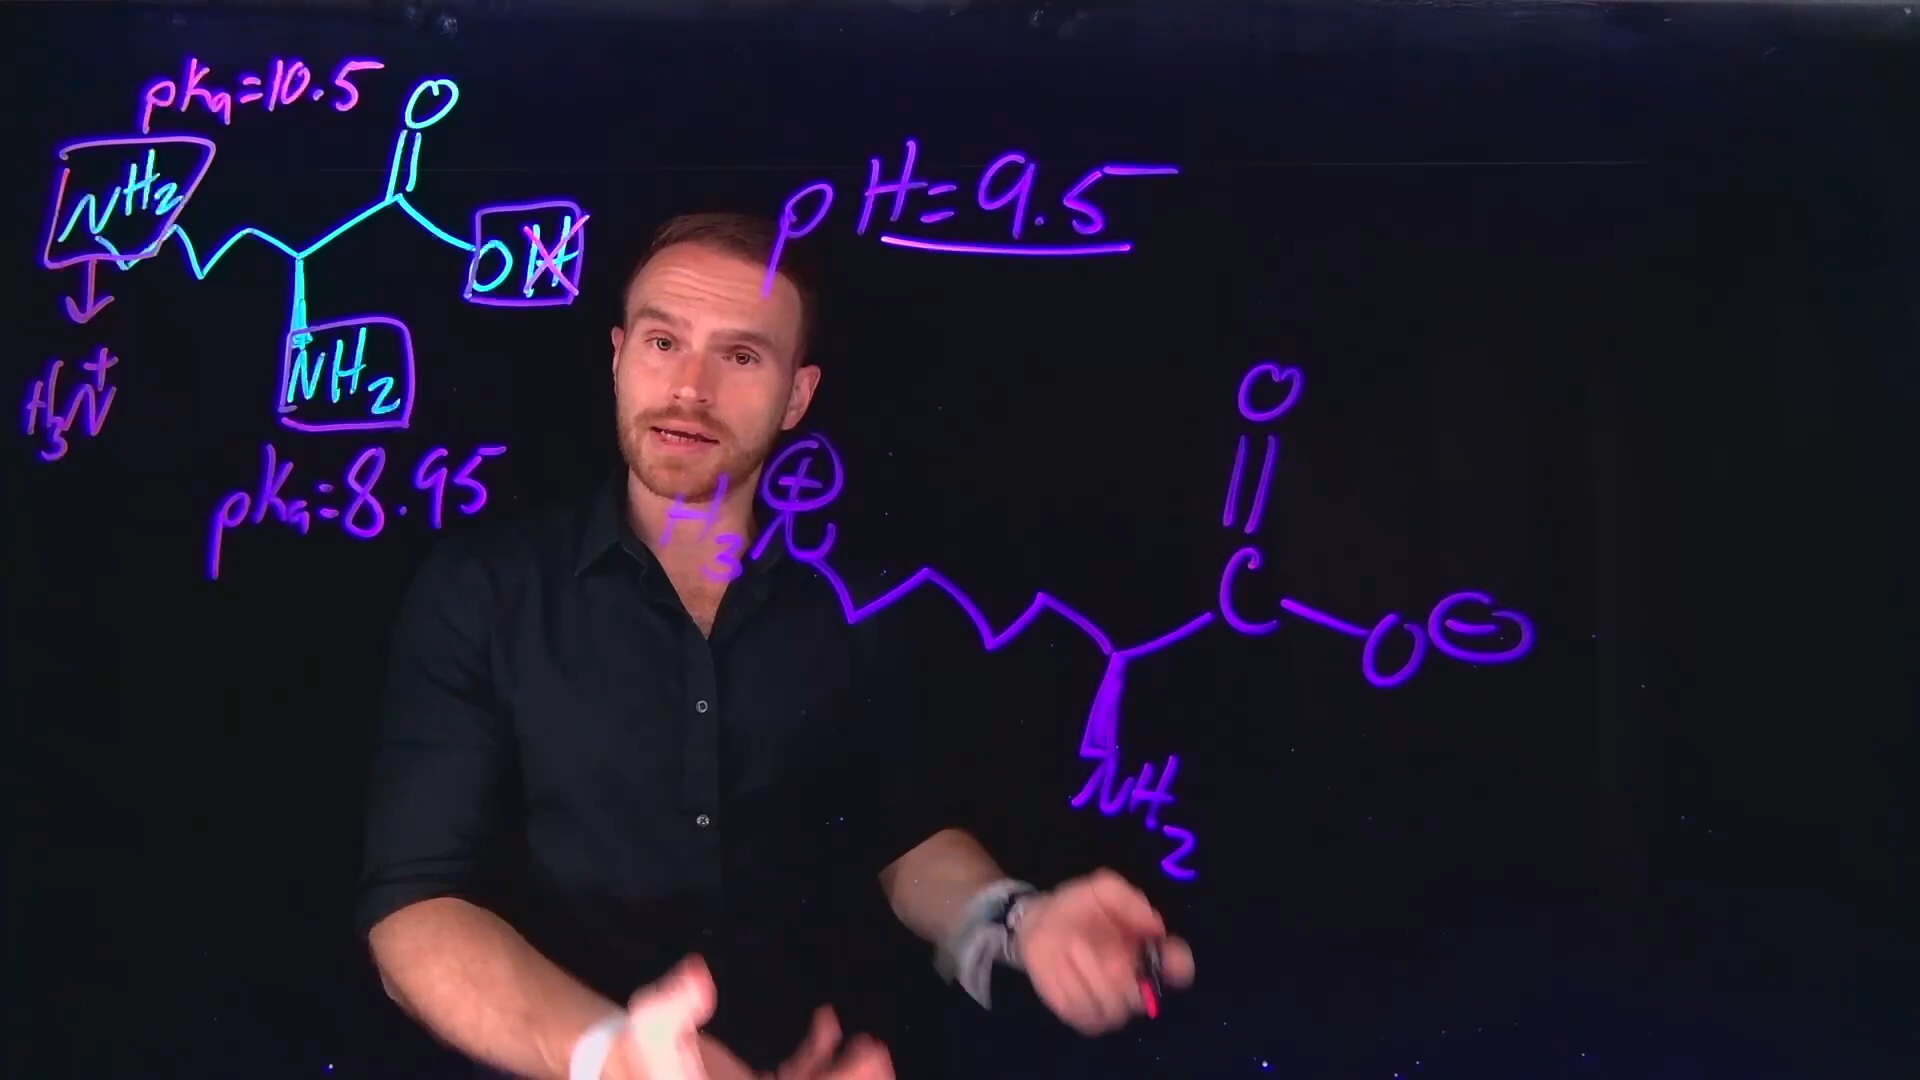 pKa=10.5
O
NH2
OH
H3N+
NH2
pKa=8.95
pH=9.5
O
H3N+
C
O-
NH2